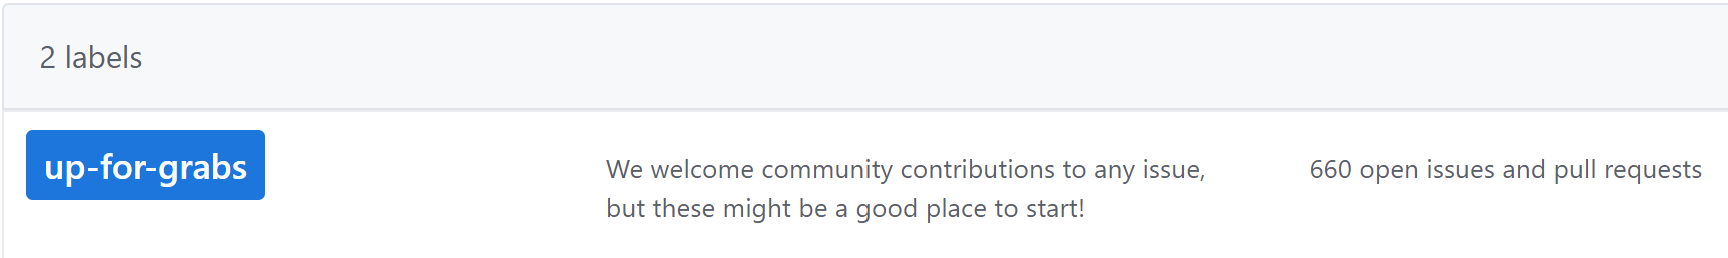 2 labels
up-for-grabs
We welcome community contributions to any issue,
but these might be a good place to start!
660 open issues and pull requests